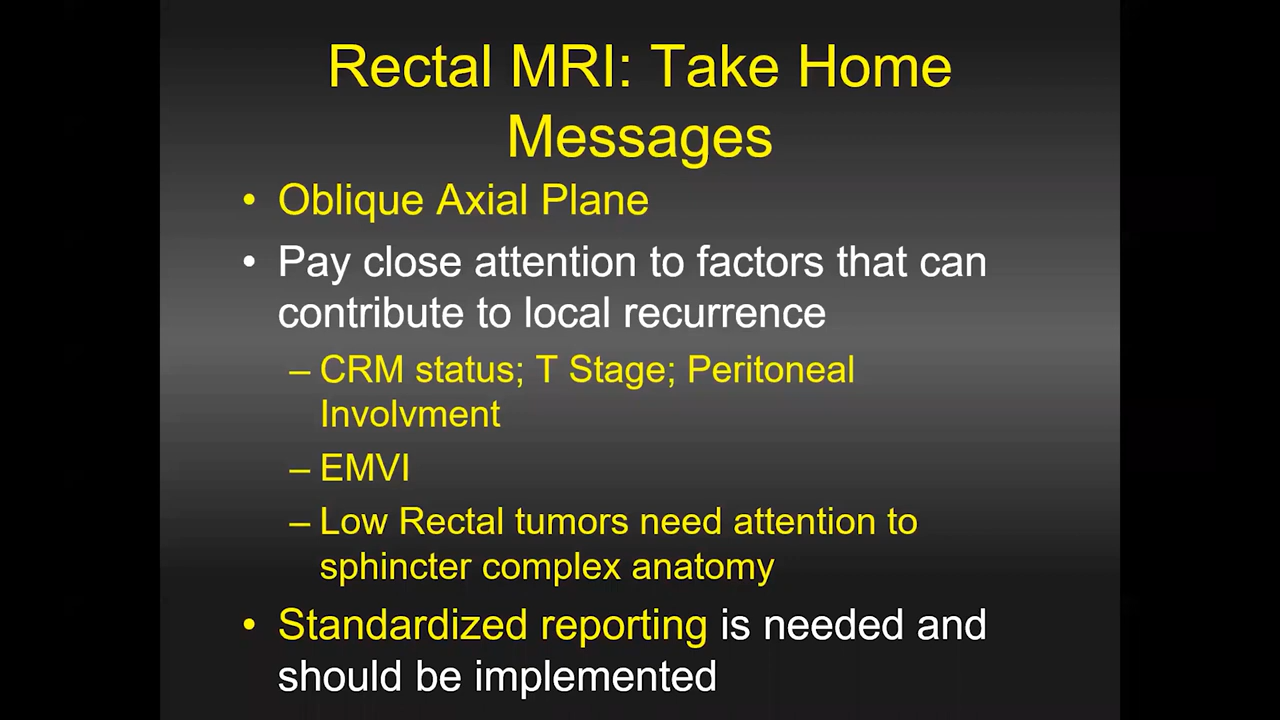 Rectal MRI: Take Home
Messages
• Oblique Axial Plane
• Pay close attention to factors that can
contribute to local recurrence
– CRM status; T Stage; Peritoneal
Involvment
– EMVI
– Low Rectal tumors need attention to
sphincter complex anatomy
• Standardized reporting is needed and
should be implemented